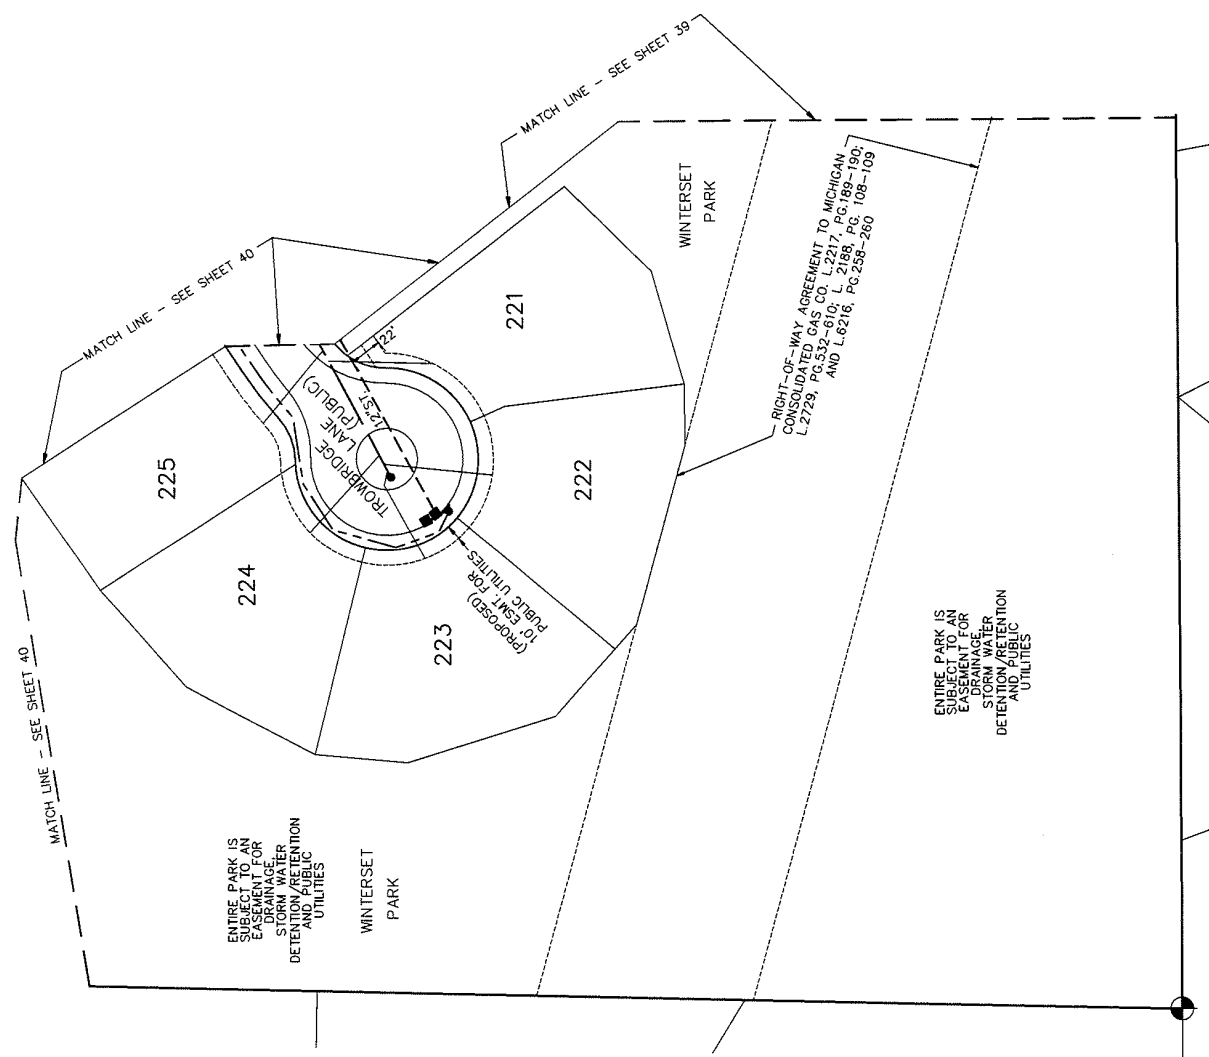 MATCH LINE - SEE SHEET 39
MATCH LINE - SEE SHEET 40
MATCH LINE - SEE SHEET 40
WINTERSET
PARK
RIGHT-OF-WAY AGREEMENT TO MICHIGAN
CONSOLIDATED GAS CO. L.2217, PG.189-190;
L.2729, PG.532-610; L. 2188, PG. 108-109
AND L.6216, PG.258-260
221
222
223
224
225
22'
12" ST.
TROWBRIDGE
LANE
(PUBLIC)
(PROPOSED)
10' ESMT. FOR
PUBLIC UTILITIES
ENTIRE PARK IS
SUBJECT TO AN
EASEMENT FOR
DRAINAGE,
STORM WATER
DETENTION/RETENTION
AND PUBLIC
UTILITIES
WINTERSET
PARK
ENTIRE PARK IS
SUBJECT TO AN
EASEMENT FOR
DRAINAGE,
STORM WATER
DETENTION/RETENTION
AND PUBLIC
UTILITIES